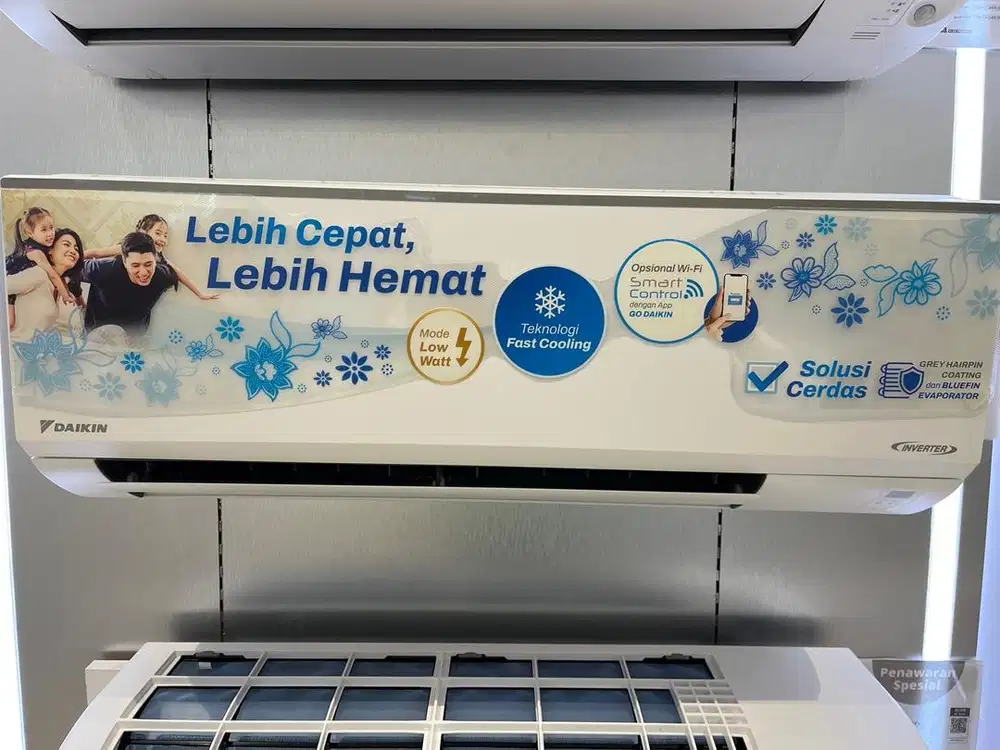 Lebih Cepat,
Lebih Hemat
Mode
Low
Watt
Teknologi
Fast Cooling
Opsional Wi-Fi
Smart
Control
dengan App
GO DAIKIN
Solusi
Cerdas
GREY HAIRPIN
COATING
dan BLUEFIN
EVAPORATOR
DAIKIN
INVERTER
Penawaran
Spesial